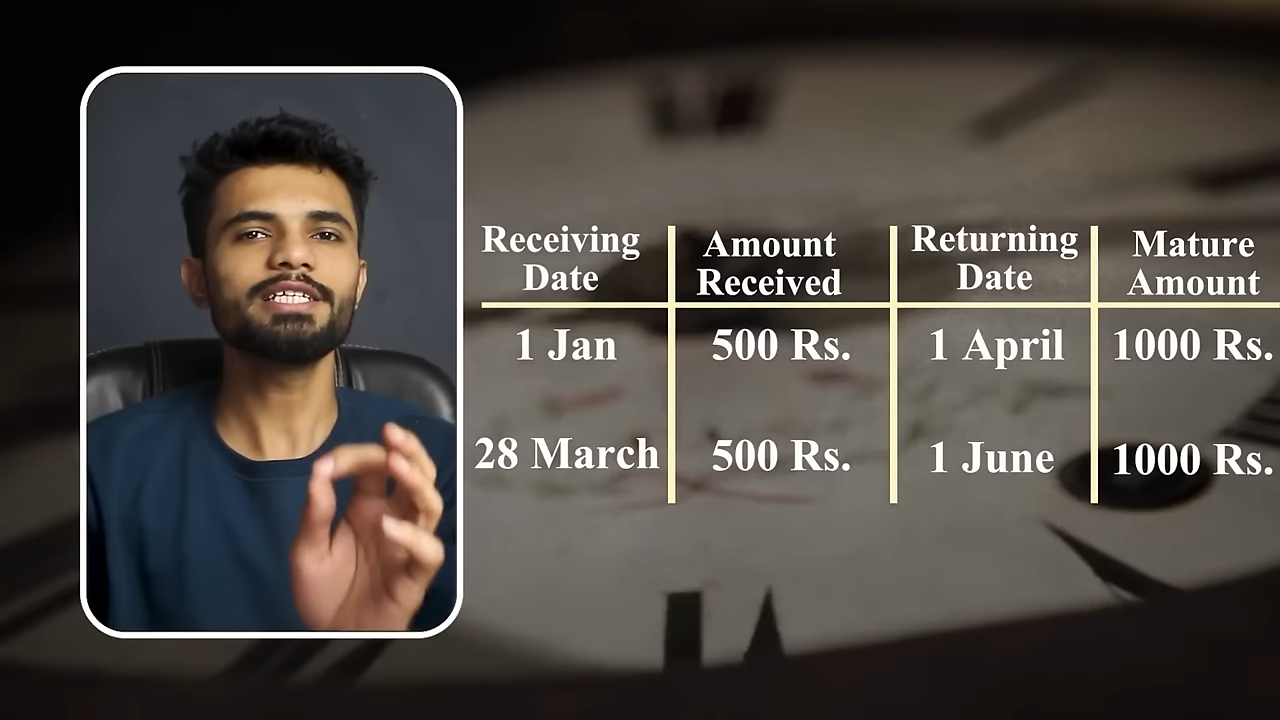 Receiving Date
Amount Received
Returning Date
Mature Amount
1 Jan
500 Rs.
1 April
1000 Rs.
28 March
500 Rs.
1 June
1000 Rs.